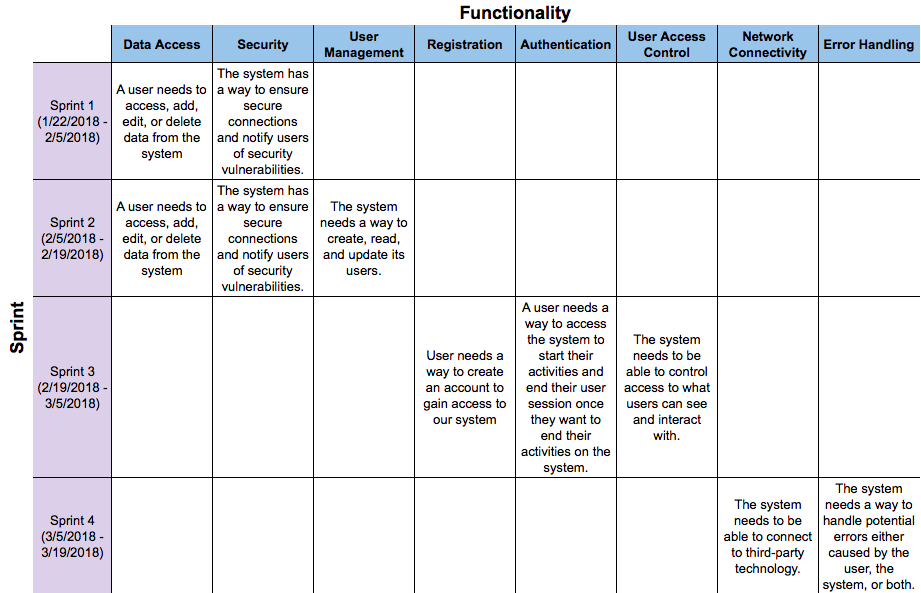 Functionality
Data Access
Security
User
Management
Registration
Authentication
User Access
Control
Network
Connectivity
Error Handling
Sprint
Sprint 1
(1/22/2018 -
2/5/2018)
A user needs to
access, add,
edit, or delete
data from the
system
The system has
a way to ensure
secure
connections
and notify users
of security
vulnerabilities.
Sprint 2
(2/5/2018 -
2/19/2018)
A user needs to
access, add,
edit, or delete
data from the
system
The system has
a way to ensure
secure
connections
and notify users
of security
vulnerabilities.
The system
needs a way to
create, read,
and update its
users.
Sprint 3
(2/19/2018 -
3/5/2018)
User needs a
way to create
an account to
gain access to
our system
A user needs a
way to access
the system to
start their
activities and
end their user
session once
they want to
end their
activities on the
system.
The system
needs to be
able to control
access to what
users can see
and interact
with.
Sprint 4
(3/5/2018 -
3/19/2018)
The system
needs to be
able to connect
to third-party
technology.
The system
needs a way to
handle potential
errors either
caused by the
user, the
system, or both.